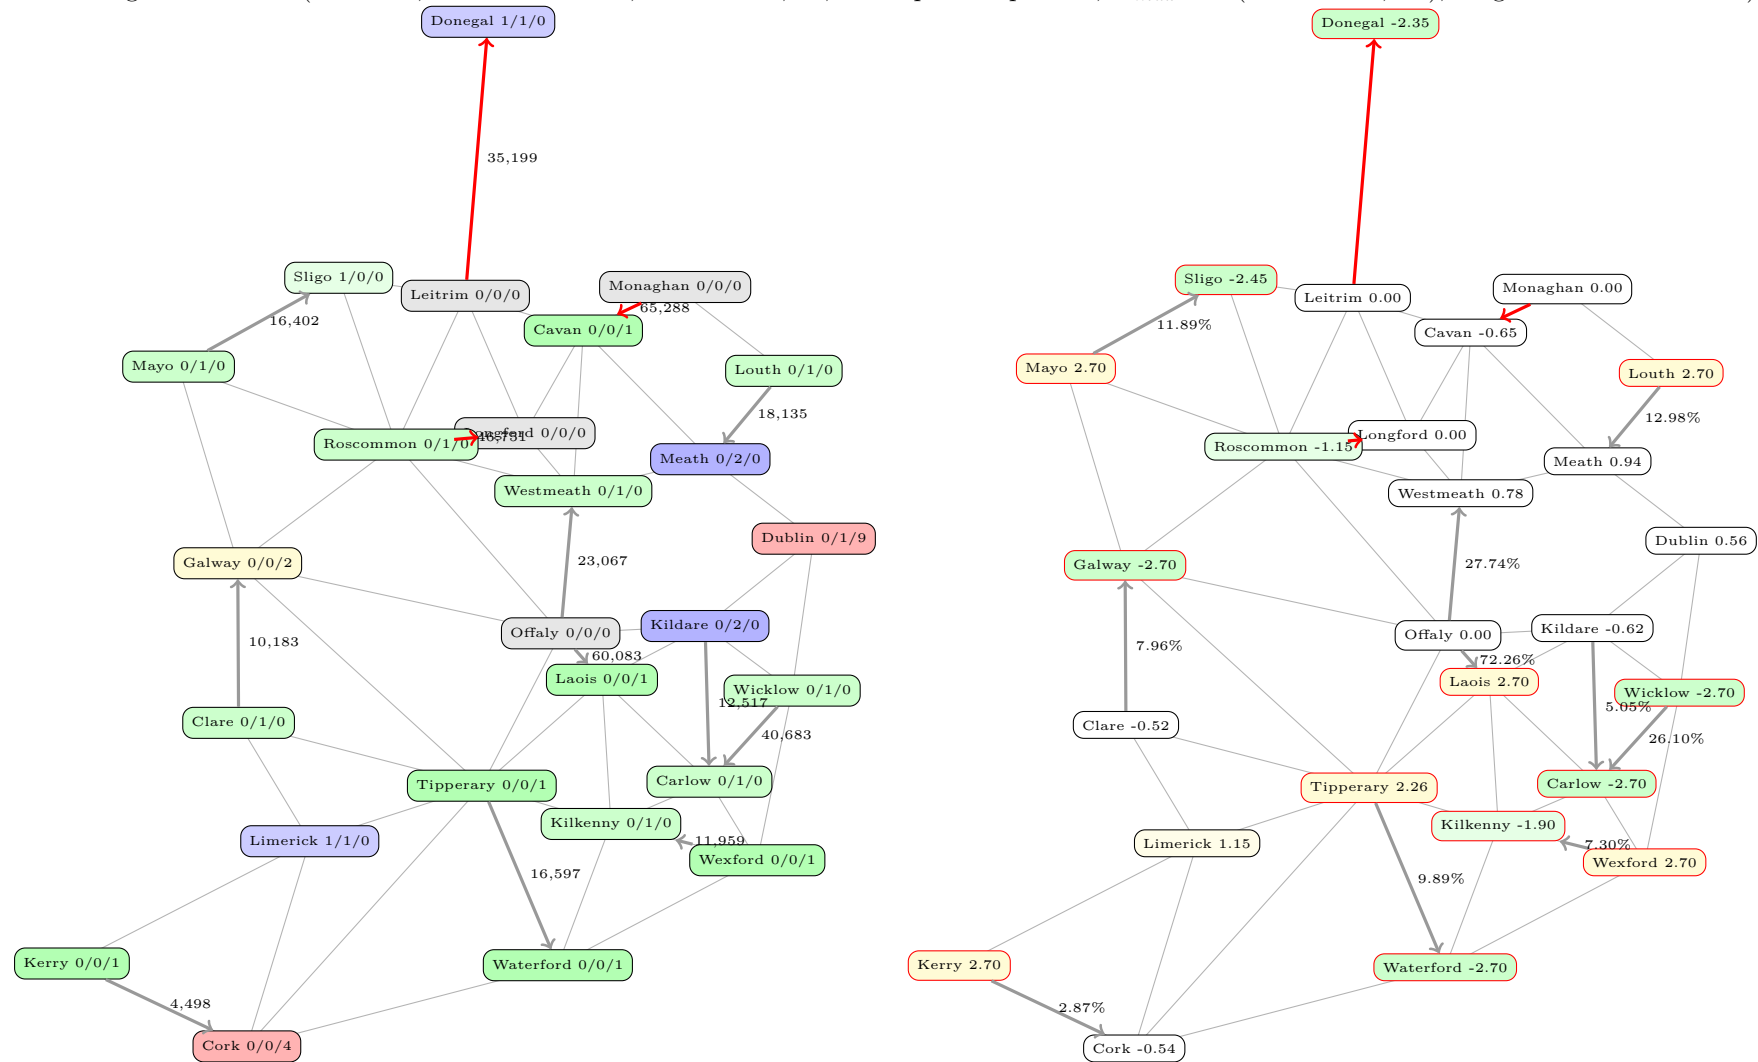 Donegal 1/1/0
35,199
Sligo 1/0/0
Leitrim 0/0/0
Monaghan 0/0/0
65,288
16,402
Cavan 0/0/1
Mayo 0/1/0
Louth 0/1/0
18,135
Roscommon 0/1/0
Longford 0/0/0
Meath 0/2/0
Westmeath 0/1/0
Dublin 0/1/9
Galway 0/0/2
23,067
Offaly 0/0/0
Kildare 0/2/0
10,183
60,083
Laois 0/0/1
Wicklow 0/1/0
12,517
Clare 0/1/0
40,683
Tipperary 0/0/1
Carlow 0/1/0
Kilkenny 0/1/0
Limerick 1/1/0
11,959
Wexford 0/0/1
16,597
Kerry 0/0/1
Waterford 0/0/1
4,498
Cork 0/0/4
Donegal -2.35
Sligo -2.45
Leitrim 0.00
Monaghan 0.00
11.89%
Cavan -0.65
Mayo 2.70
Louth 2.70
12.98%
Roscommon -1.15
Longford 0.00
Meath 0.94
Westmeath 0.78
Dublin 0.56
Galway -2.70
27.74%
Offaly 0.00
Kildare -0.62
7.96%
72.26%
Laois 2.70
Wicklow -2.70
5.05%
Clare -0.52
26.10%
Tipperary 2.26
Carlow -2.70
Kilkenny -1.90
Limerick 1.15
7.30%
Wexford 2.70
9.89%
Kerry 2.70
Waterford -2.70
2.87%
Cork -0.54